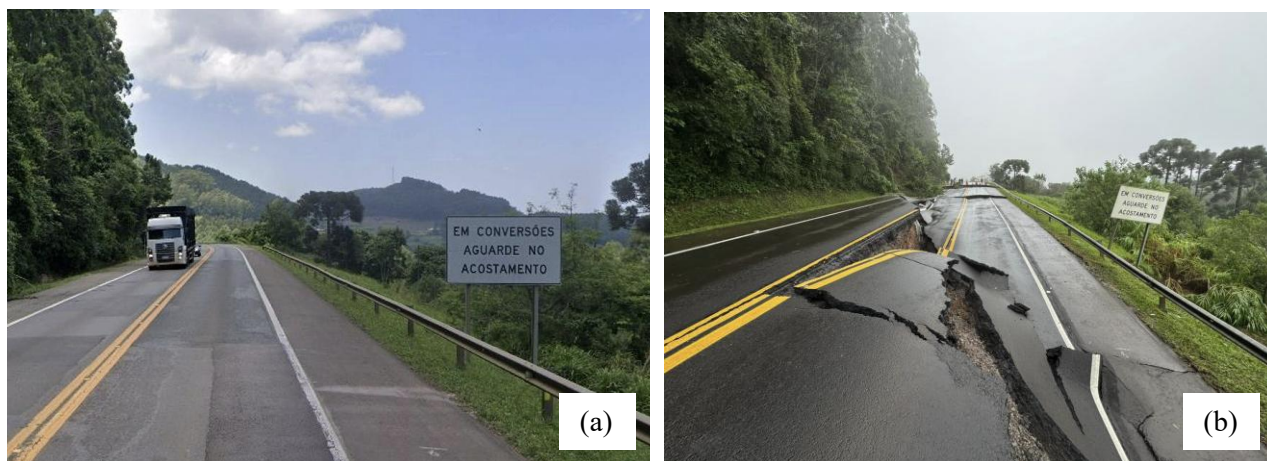 EM CONVERSÕES
AGUARDE NO
ACOSTAMENTO
(a)
EM CONVERSÕES
AGUARDE NO
ACOSTAMENTO
(b)